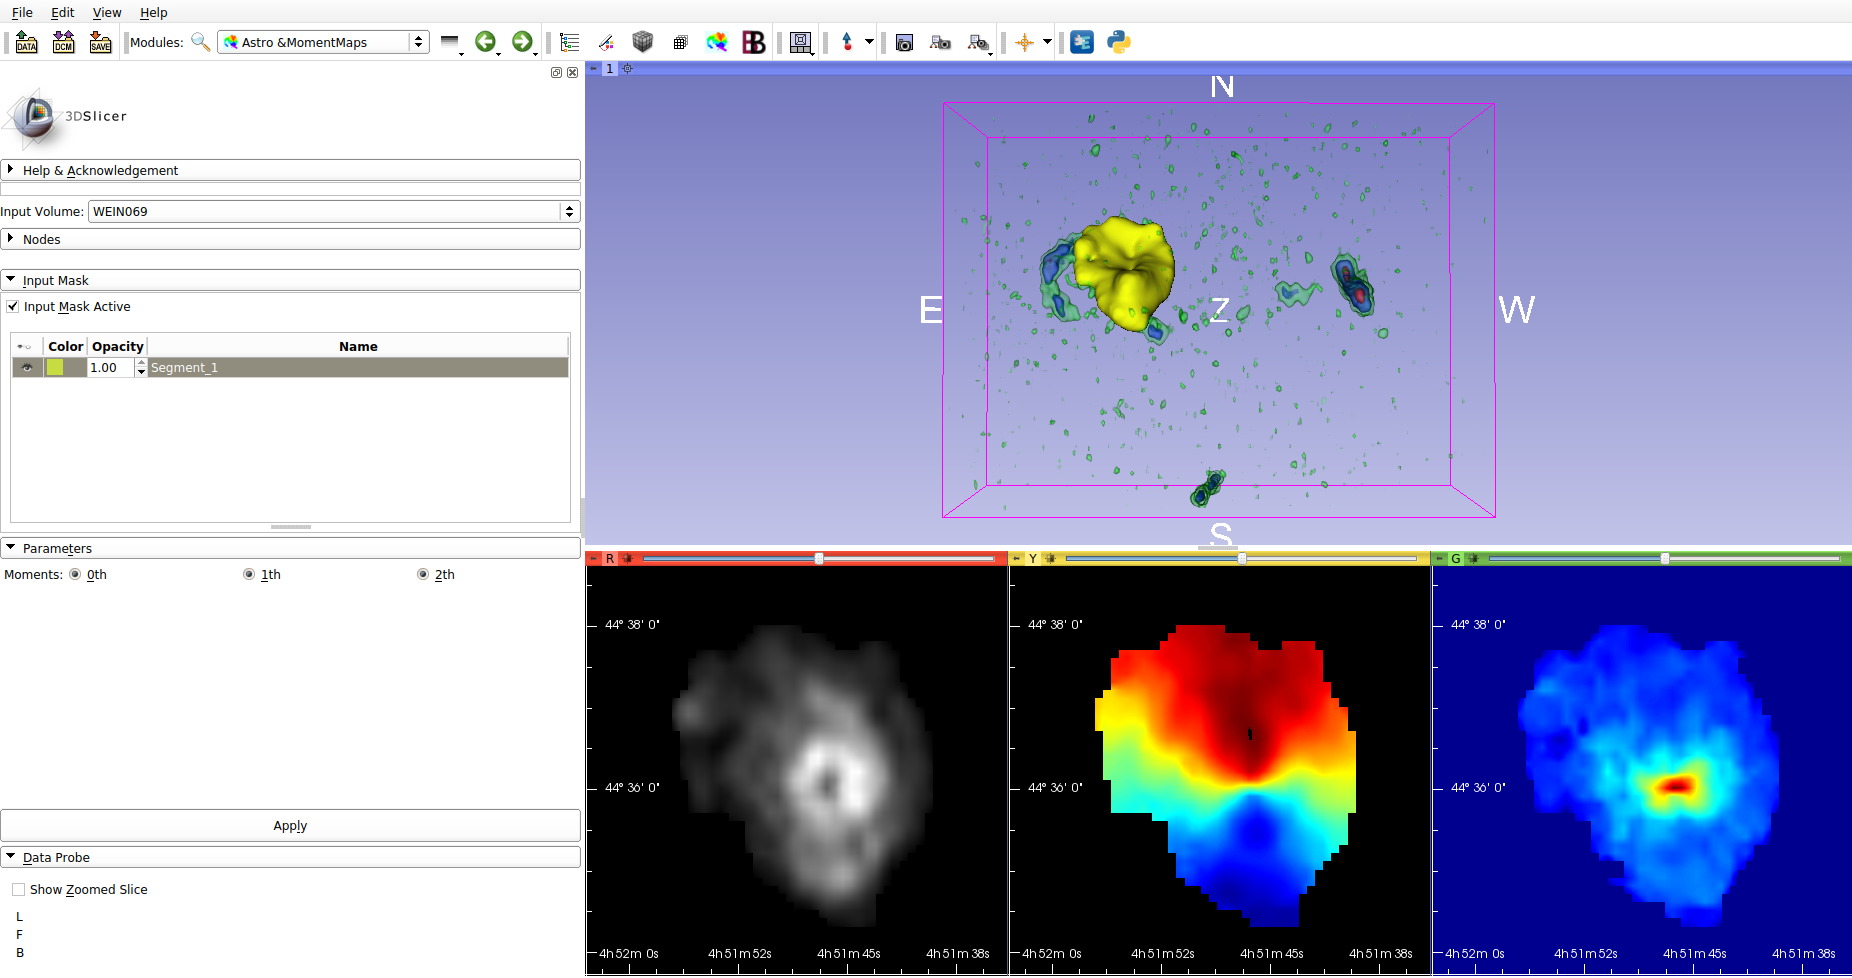 File Edit View Help
DATA DCM SAVE Modules: Astro &MomentMaps
1
3DSlicer
Help & Acknowledgement
Input Volume: WEIN069
Nodes
Input Mask
Input Mask Active
Color Opacity Name
1.00 Segment_1
Parameters
Moments: 0th 1th 2th
Apply
Data Probe
Show Zoomed Slice
L
F
B
N
E Z W
S
R Y G
44° 38' 0" 44° 38' 0" 44° 38' 0"
44° 36' 0" 44° 36' 0" 44° 36' 0"
4h52m 0s 4h51m52s 4h51m45s 4h51m38s 4h52m 0s 4h51m52s 4h51m45s 4h51m38s 4h52m 0s 4h51m52s 4h51m45s 4h51m38s